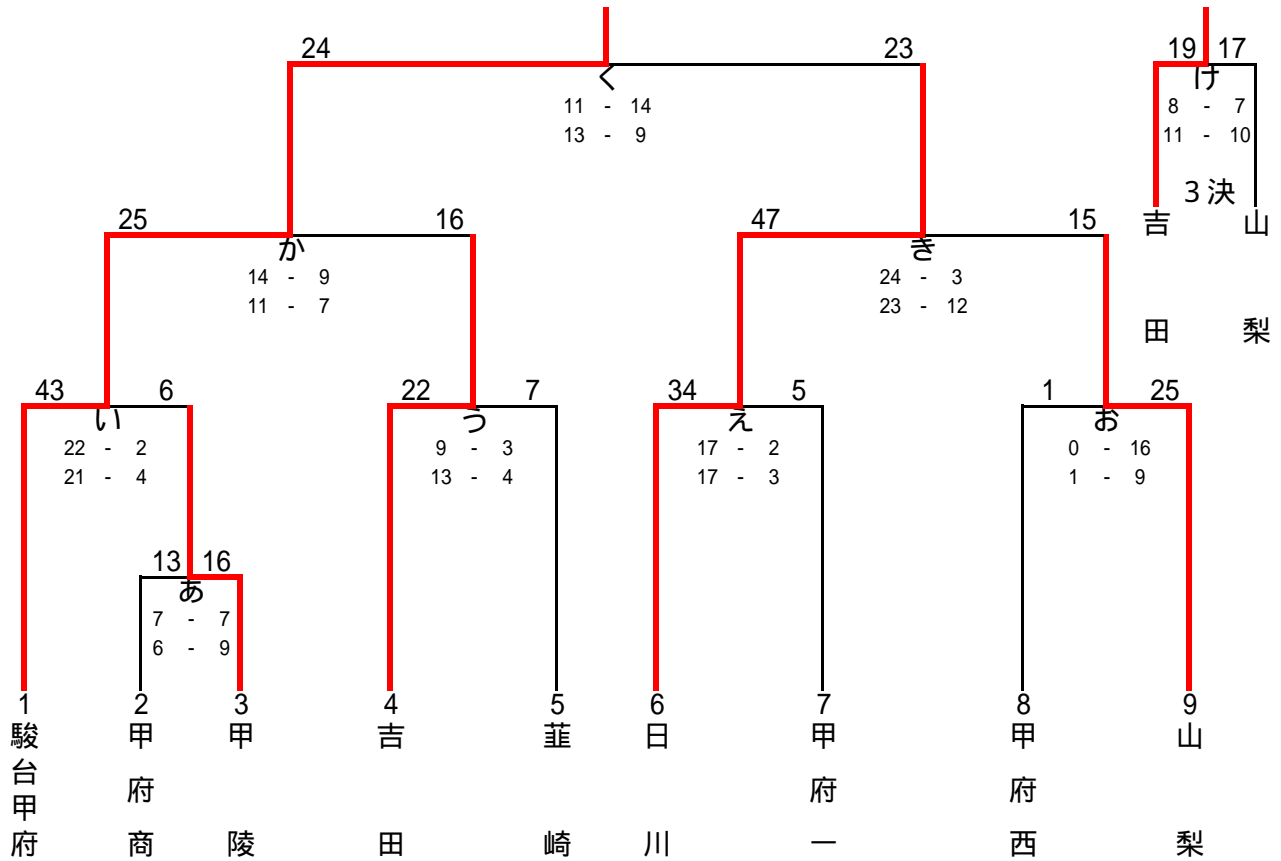 24 23 19 17
く け
11 - 14 8 - 7
13 - 9 11 - 10
3決
吉田 山梨
25 16 47 15
か き
14 - 9 24 - 3
11 - 7 23 - 12
43 6 22 7 34 5 1 25
い う え お
22 - 2 9 - 3 17 - 2 0 - 16
21 - 4 13 - 4 17 - 3 1 - 9
13 16
あ
7 - 7
6 - 9
1 2 3 4 5 6 7 8 9
駿台甲府 甲府商 甲陵 吉田 韮崎 日川 甲府一 甲府西 山梨